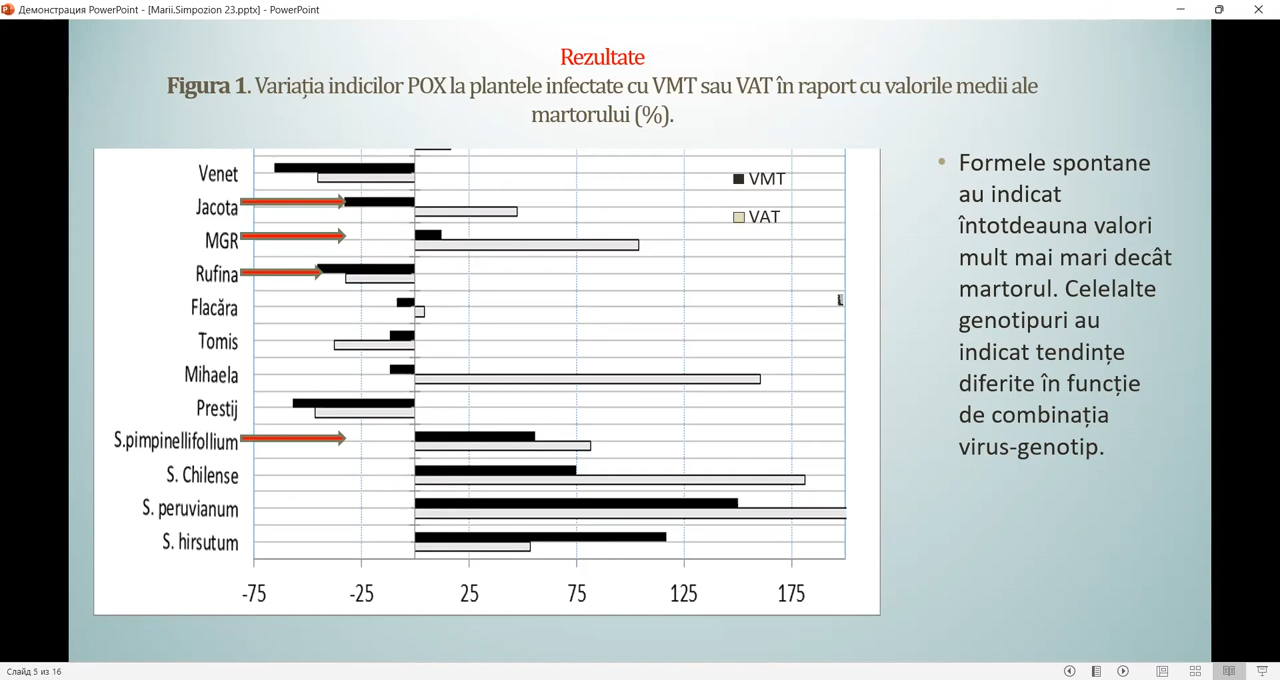 Демонстрация PowerPoint - [Marii.Simpozion 23.pptx] - PowerPoint
Rezultate
Figura 1. Variația indicilor POX la plantele infectate cu VMT sau VAT în raport cu valorile medii ale
martorului (%).
Venet
Jacota
MGR
Rufina
Flacăra
Tomis
Mihaela
Prestij
S.pimpinellifollium
S. Chilense
S. peruvianum
S. hirsutum
-75 -25 25 75 125 175
VMT
VAT
• Formele spontane
au indicat
întotdeauna valori
mult mai mari decât
martorul. Celelalte
genotipuri au
indicat tendințe
diferite în funcție
de combinația
virus-genotip.
Слайд 5 из 16